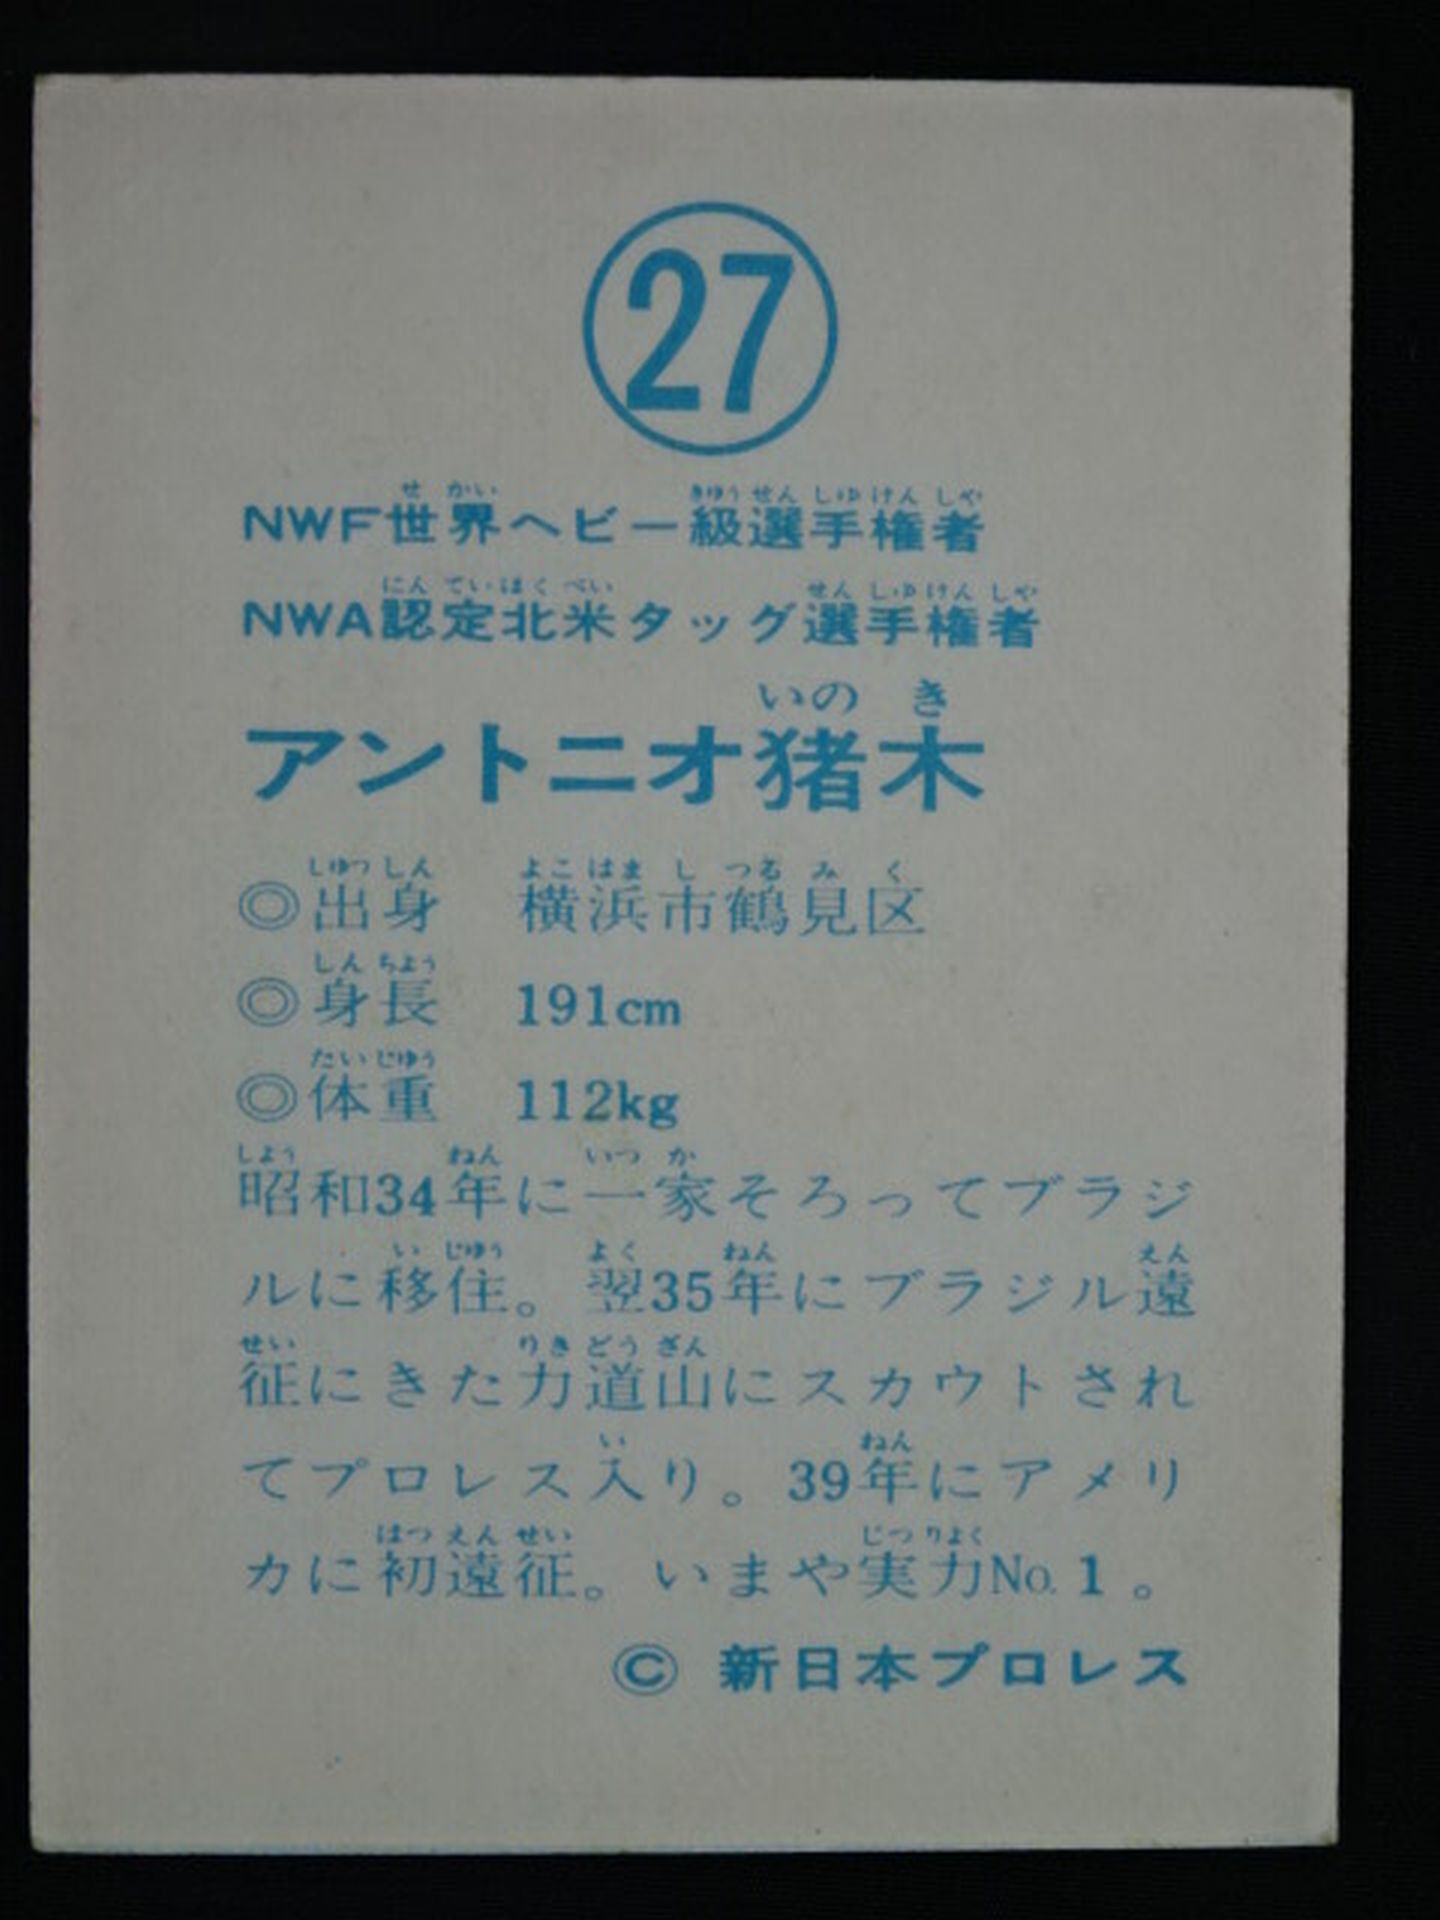 27
NWF世界ヘビー級選手権者
NWA認定北米タッグ選手権者
アントニオ猪木
◎出身 横浜市鶴見区
◎身長 191cm
◎体重 112kg
昭和34年に一家そろってブラジ
ルに移住。翌35年にブラジル遠
征にきた力道山にスカウトされ
てプロレス入り。39年にアメリ
カに初遠征。いまや実力No.1。
© 新日本プロレス